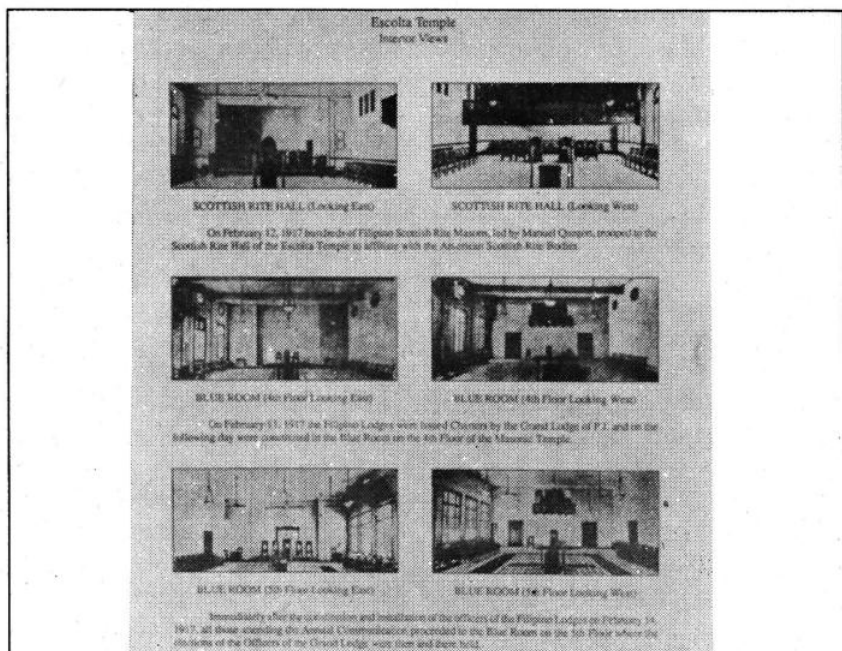 Escolta Temple
Interior Views
SCOTTISH RITE HALL (Looking East)
SCOTTISH RITE HALL (Looking West)
On February 12, 1917 hundreds of Filipino Scottish Rite Masons, led by Manuel Quezon, trooped to the
Scottish Rite Hall of the Escolta Temple to affiliate with the American Scottish Rite Bodies.
BLUE ROOM (4th Floor Looking East)
BLUE ROOM (4th Floor Looking West)
On February 13, 1917 the Filipino Lodges were issued Charters by the Grand Lodge of P.I. and on the
following day were constituted in the Blue Room on the 4th Floor of the Masonic Temple.
BLUE ROOM (5th Floor Looking East)
BLUE ROOM (5th Floor Looking West)
Immediately after the constitution and installation of the officers of the Filipino Lodges on February 14,
1917, all those attending the Annual Communication proceeded to the Blue Room on the 5th Floor where the
elections of the Officers of the Grand Lodge were then and there held.